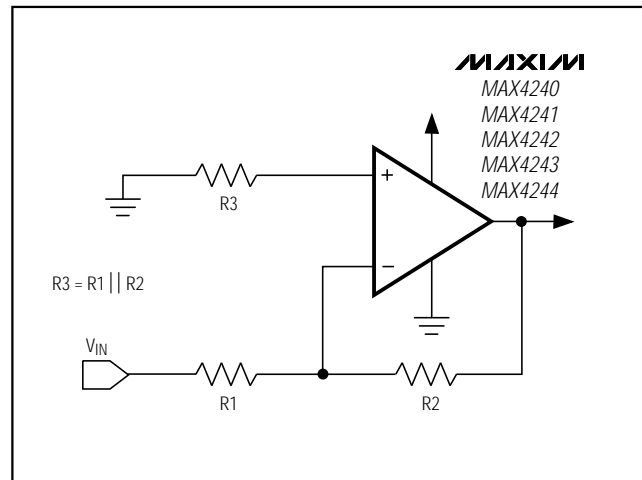 MAXIM
MAX4240
MAX4241
MAX4242
MAX4243
MAX4244
+
R3
−
R3 = R1 || R2
VIN
R1
R2